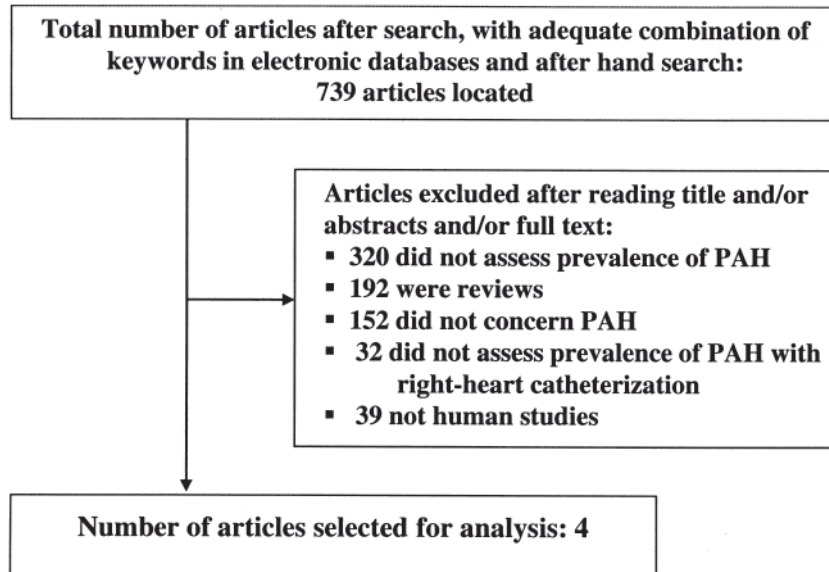 Total number of articles after search, with adequate combination of
keywords in electronic databases and after hand search:
739 articles located
Articles excluded after reading title and/or
abstracts and/or full text:
▪ 320 did not assess prevalence of PAH
▪ 192 were reviews
▪ 152 did not concern PAH
▪ 32 did not assess prevalence of PAH with
right-heart catheterization
▪ 39 not human studies
Number of articles selected for analysis: 4